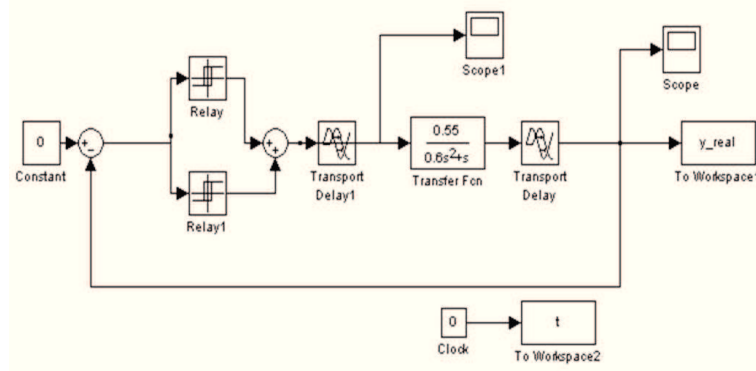 Scope1
Scope
Relay
0
+
-
+
+
0.55
0.6s²+s
y_real
Constant
Transport
Delay1
Transfer Fcn
Transport
Delay
To Workspace1
Relay1
0
t
Clock
To Workspace2